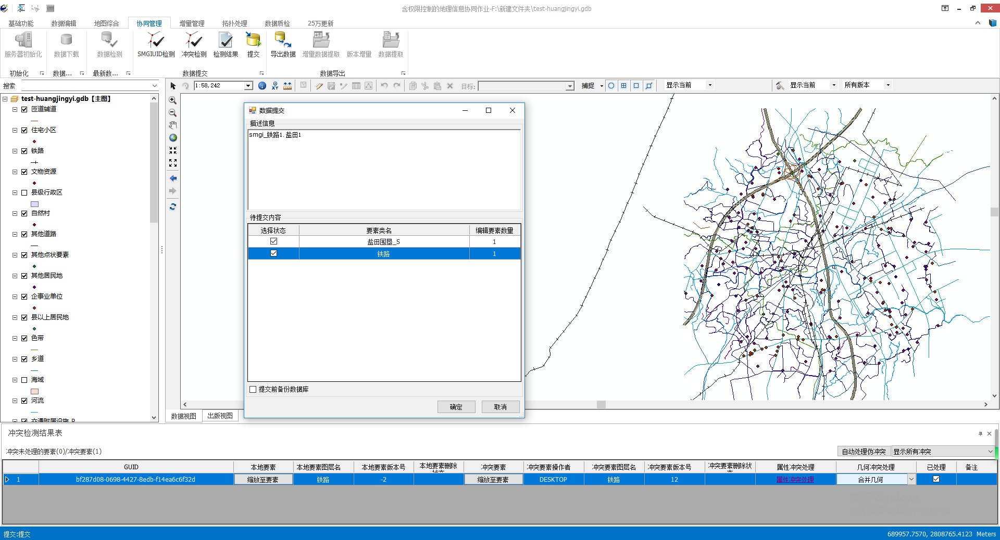 含权限控制的地理信息协同作业-F:\新建文件夹\test-huangjingyi.gdb
基础功能 数据编辑 地图综合 协同管理 增量管理 拓扑处理 数据质检 25万更新
服务器初始化 数据下载 数据检测 SMGIUID检测 冲突检测 检测结果 提交 导出数据 增量数据提取 版本增量 数据提取
初始化 数据... 最新数... 数据提交 数据导出
搜索
1:58,242
目标:
捕捉
显示当前
显示当前
所有版本
test-huangjingyi.gdb【主图】
匝道辅道
住宅小区
铁路
文物资源
县级行政区
自然村
其他道路
其他点状要素
其他居民地
企事业单位
县以上居民地
色带
乡道
海域
河流
交通附属设施_P
数据提交
描述信息
smgi_铁路1.盐田1
待提交内容
选择状态 要素类名 编辑要素数量
盐田围垦_S 1
铁路 1
提交前备份数据库
确定 取消
数据视图 出版视图
冲突检测结果表
冲突未处理的要素(0)/冲突要素(1)
自动处理伪冲突 显示所有冲突
GUID 本地要素 本地要素图层名 本地要素版本号 本地要素删除状态 冲突要素 冲突要素操作者 冲突要素图层名 冲突要素版本号 冲突要素删除状 属性冲突处理 几何冲突处理 已处理 备注
1 bf287d08-0698-4427-8edb-f14ea6c6f32d 缩放至要素 铁路 -2 缩放至要素 DESKTOP 铁路 12 属性冲突处理 合并几何
提交:提交
689957.7570, 2808765.4123 Meters